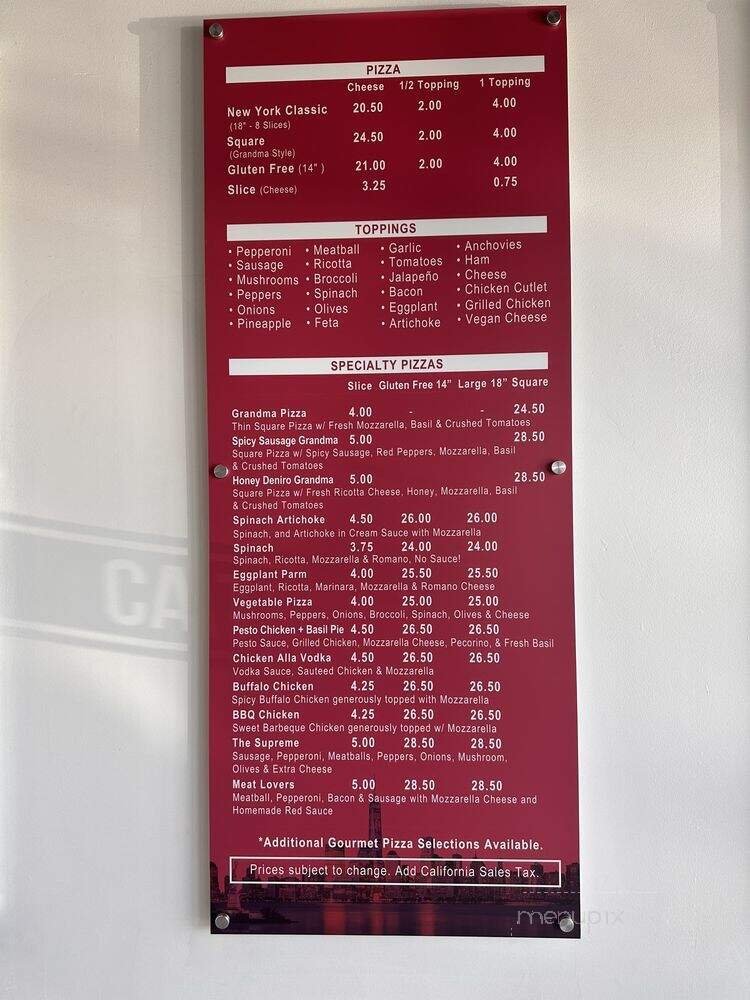 PIZZA
Cheese 1/2 Topping 1 Topping
New York Classic 20.50 2.00 4.00
(18" - 8 Slices)
Square 24.50 2.00 4.00
(Grandma Style)
Gluten Free (14" ) 21.00 2.00 4.00
Slice (Cheese) 3.25 0.75
TOPPINGS
• Pepperoni • Meatball • Garlic • Anchovies
• Sausage • Ricotta • Tomatoes • Ham
• Mushrooms • Broccoli • Jalapeño • Cheese
• Peppers • Spinach • Bacon • Chicken Cutlet
• Onions • Olives • Eggplant • Grilled Chicken
• Pineapple • Feta • Artichoke • Vegan Cheese
SPECIALTY PIZZAS
Slice Gluten Free 14" Large 18" Square
Grandma Pizza 4.00 - - 24.50
Thin Square Pizza w/ Fresh Mozzarella, Basil & Crushed Tomatoes
Spicy Sausage Grandma 5.00 28.50
Square Pizza w/ Spicy Sausage, Red Peppers, Mozzarella, Basil
& Crushed Tomatoes
Honey Deniro Grandma 5.00 28.50
Square Pizza w/ Fresh Ricotta Cheese, Honey, Mozzarella, Basil
& Crushed Tomatoes
Spinach Artichoke 4.50 26.00 26.00
Spinach, and Artichoke in Cream Sauce with Mozzarella
Spinach 3.75 24.00 24.00
Spinach, Ricotta, Mozzarella & Romano, No Sauce!
Eggplant Parm 4.00 25.50 25.50
Eggplant, Ricotta, Marinara, Mozzarella & Romano Cheese
Vegetable Pizza 4.00 25.00 25.00
Mushrooms, Peppers, Onions, Broccoli, Spinach, Olives & Cheese
Pesto Chicken + Basil Pie 4.50 26.50 26.50
Pesto Sauce, Grilled Chicken, Mozzarella Cheese, Pecorino, & Fresh Basil
Chicken Alla Vodka 4.50 26.50 26.50
Vodka Sauce, Sauteed Chicken & Mozzarella
Buffalo Chicken 4.25 26.50 26.50
Spicy Buffalo Chicken generously topped with Mozzarella
BBQ Chicken 4.25 26.50 26.50
Sweet Barbeque Chicken generously topped w/ Mozzarella
The Supreme 5.00 28.50 28.50
Sausage, Pepperoni, Meatballs, Peppers, Onions, Mushroom,
Olives & Extra Cheese
Meat Lovers 5.00 28.50 28.50
Meatball, Pepperoni, Bacon & Sausage with Mozzarella Cheese and
Homemade Red Sauce
*Additional Gourmet Pizza Selections Available.
Prices subject to change. Add California Sales Tax.
menupix
CA